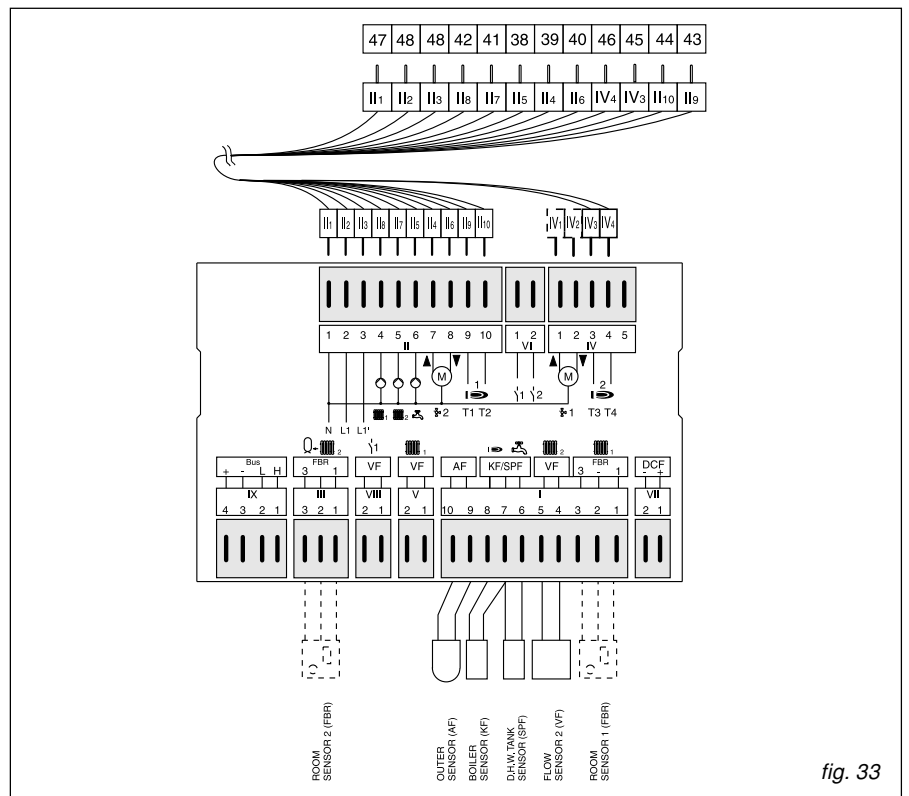 47 48 48 42 41 38 39 40 46 45 44 43
II1 II2 II3 II8 II7 II5 II4 II6 IV4 IV3 II10 II9
II1 II2 II3 II8 II7 II5 II4 II6 II9 II10 IV1 IV2 IV3 IV4
1 2 3 4 5 6 7 8 9 10 1 2 1 2 3 4 5
II VI IV
M M
1 2
1 2 2 T1 T2 1 2 1 T3 T4
N L1 L1'
2 1 1 2 1
Bus FBR VF VF AF KF/SPF VF FBR DCF
+ - L H 3 1 3 - 1 - +
IX III VIII V I VII
4 3 2 1 3 2 1 2 1 2 1 10 9 8 7 6 5 4 3 2 1 2 1
ROOM
SENSOR 2 (FBR)
OUTER
SENSOR (AF)
BOILER
SENSOR (KF)
D.H.W. TANK
SENSOR (SPF)
FLOW
SENSOR 2 (VF)
ROOM
SENSOR 1 (FBR)
fig. 33